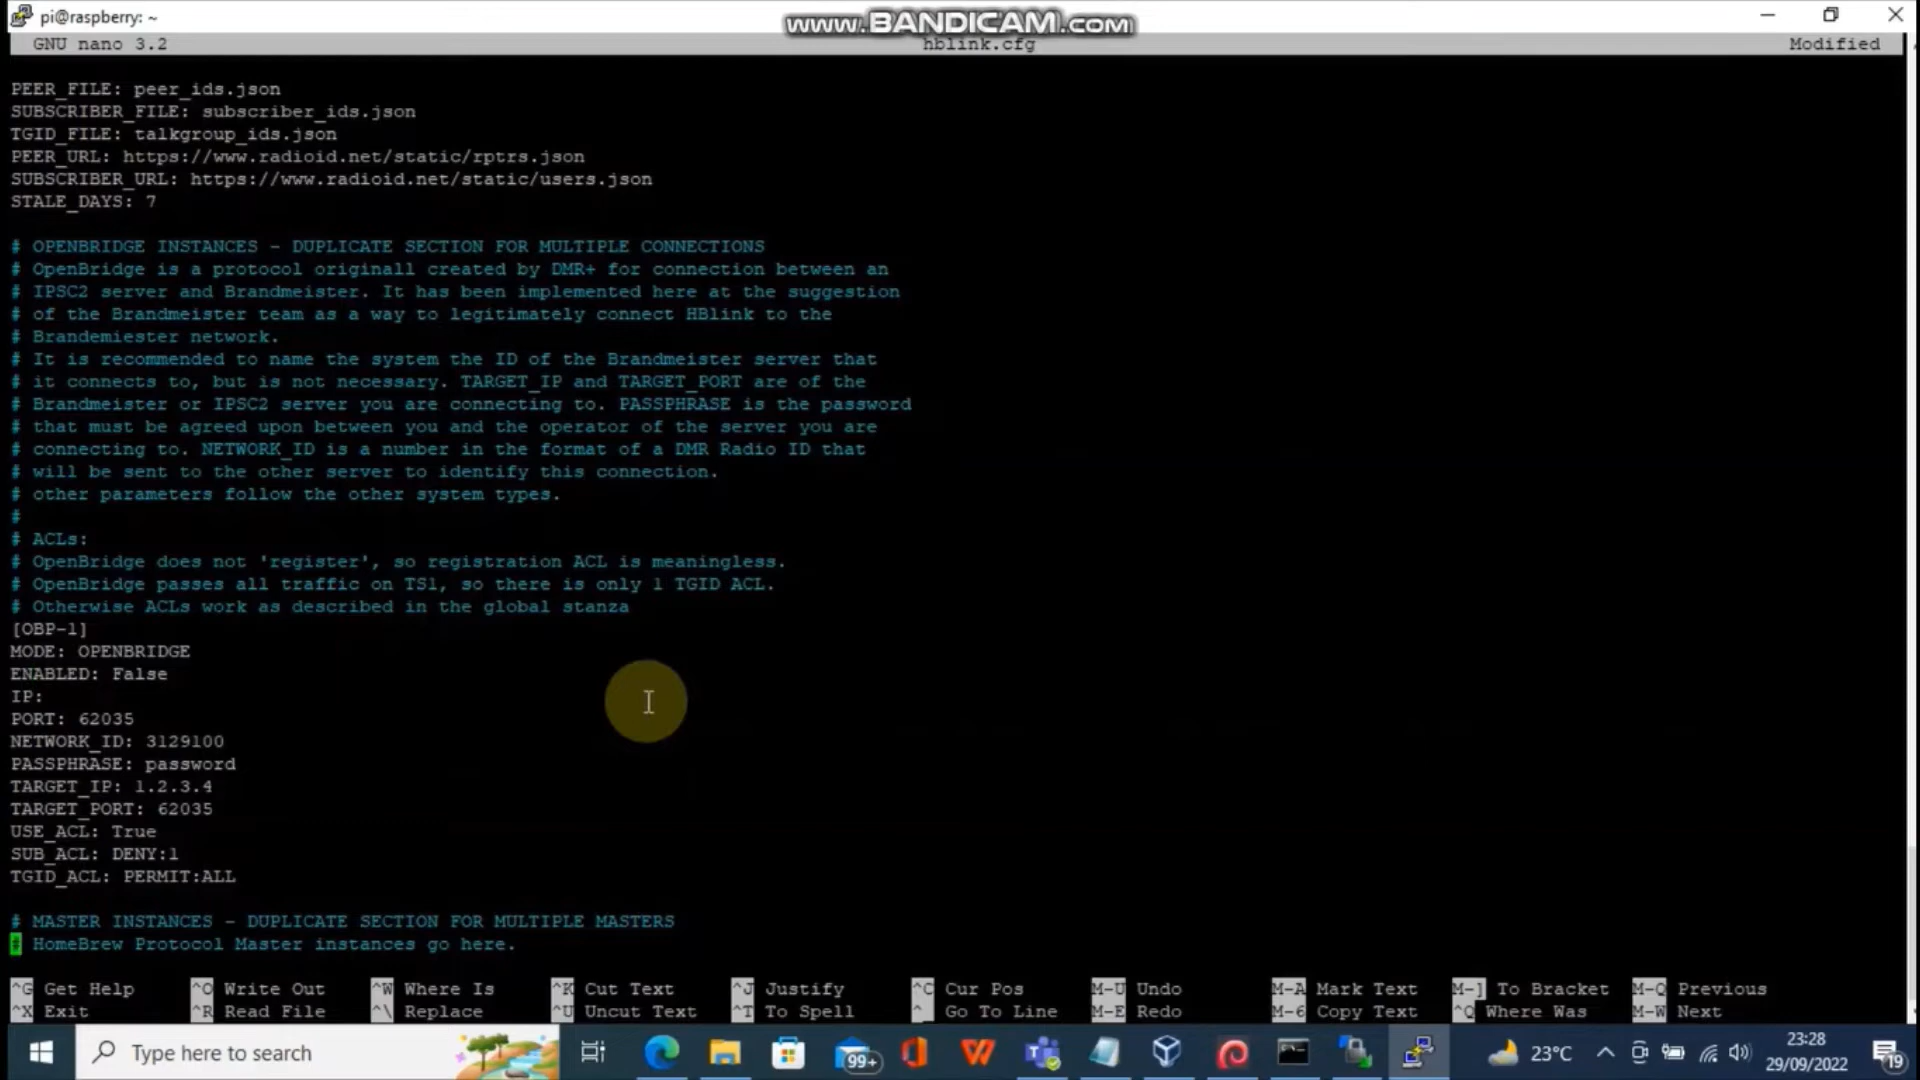 pi@raspberry: ~
www.BANDICAM.com
GNU nano 3.2 hblink.cfg Modified
PEER_FILE: peer_ids.json
SUBSCRIBER_FILE: subscriber_ids.json
TGID_FILE: talkgroup_ids.json
PEER_URL: https://www.radioid.net/static/rptrs.json
SUBSCRIBER_URL: https://www.radioid.net/static/users.json
STALE_DAYS: 7
# OPENBRIDGE INSTANCES - DUPLICATE SECTION FOR MULTIPLE CONNECTIONS
# OpenBridge is a protocol originall created by DMR+ for connection between an
# IPSC2 server and Brandmeister. It has been implemented here at the suggestion
# of the Brandmeister team as a way to legitimately connect HBlink to the
# Brandemiester network.
# It is recommended to name the system the ID of the Brandmeister server that
# it connects to, but is not necessary. TARGET_IP and TARGET_PORT are of the
# Brandmeister or IPSC2 server you are connecting to. PASSPHRASE is the password
# that must be agreed upon between you and the operator of the server you are
# connecting to. NETWORK_ID is a number in the format of a DMR Radio ID that
# will be sent to the other server to identify this connection.
# other parameters follow the other system types.
#
# ACLs:
# OpenBridge does not 'register', so registration ACL is meaningless.
# OpenBridge passes all traffic on TS1, so there is only 1 TGID ACL.
# Otherwise ACLs work as described in the global stanza
[OBP-1]
MODE: OPENBRIDGE
ENABLED: False
IP:
PORT: 62035
NETWORK_ID: 3129100
PASSPHRASE: password
TARGET_IP: 1.2.3.4
TARGET_PORT: 62035
USE_ACL: True
SUB_ACL: DENY:1
TGID_ACL: PERMIT:ALL
# MASTER INSTANCES - DUPLICATE SECTION FOR MULTIPLE MASTERS
# HomeBrew Protocol Master instances go here.
^G Get Help ^O Write Out ^W Where Is ^K Cut Text ^J Justify ^C Cur Pos M-U Undo M-A Mark Text M-] To Bracket M-Q Previous
^X Exit ^R Read File ^\ Replace ^U Uncut Text ^T To Spell ^_ Go To Line M-E Redo M-6 Copy Text ^Q Where Was M-W Next
Type here to search 99+ 23°C 23:28
29/09/2022 19